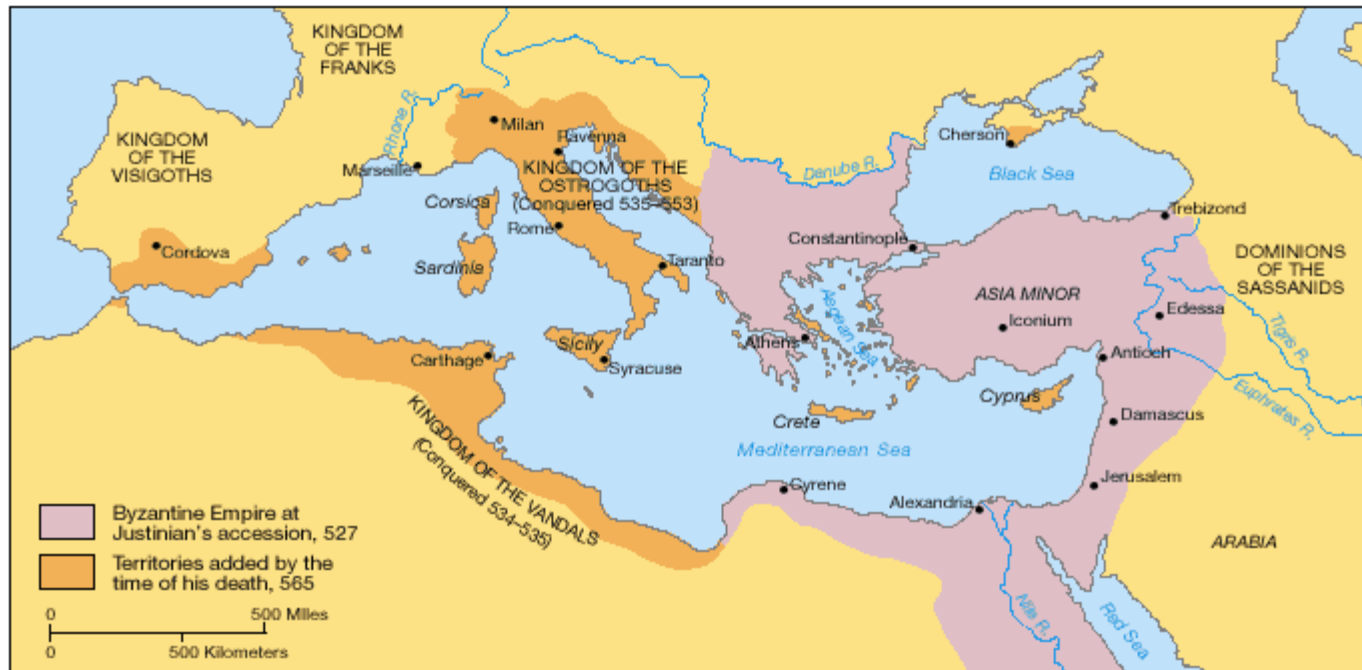 KINGDOM
OF THE
FRANKS
KINGDOM
OF THE
VISIGOTHS
Rhone R.
Milan
Ravenna
KINGDOM OF THE
OSTROGOTHS
(Conquered 535–553)
Marseille
Corsica
Rome
Cordova
Sardinia
Taranto
Danube R.
Cherson
Black Sea
Trebizond
Constantinople
DOMINIONS
OF THE
SASSANIDS
ASIA MINOR
Iconium
Edessa
Tigris R.
Aegean Sea
Athens
Antioch
Euphrates R.
Carthage
Sicily
Syracuse
Crete
Cyprus
Damascus
Mediterranean Sea
KINGDOM OF THE VANDALS
(Conquered 534–535)
Cyrene
Alexandria
Jerusalem
ARABIA
Nile R.
Red Sea
Byzantine Empire at
Justinian's accession, 527
Territories added by the
time of his death, 565
0 500 Miles
0 500 Kilometers